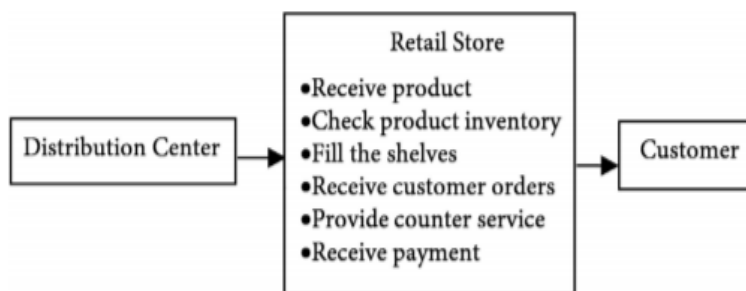 Distribution Center
Retail Store
•Receive product
•Check product inventory
•Fill the shelves
•Receive customer orders
•Provide counter service
•Receive payment
Customer